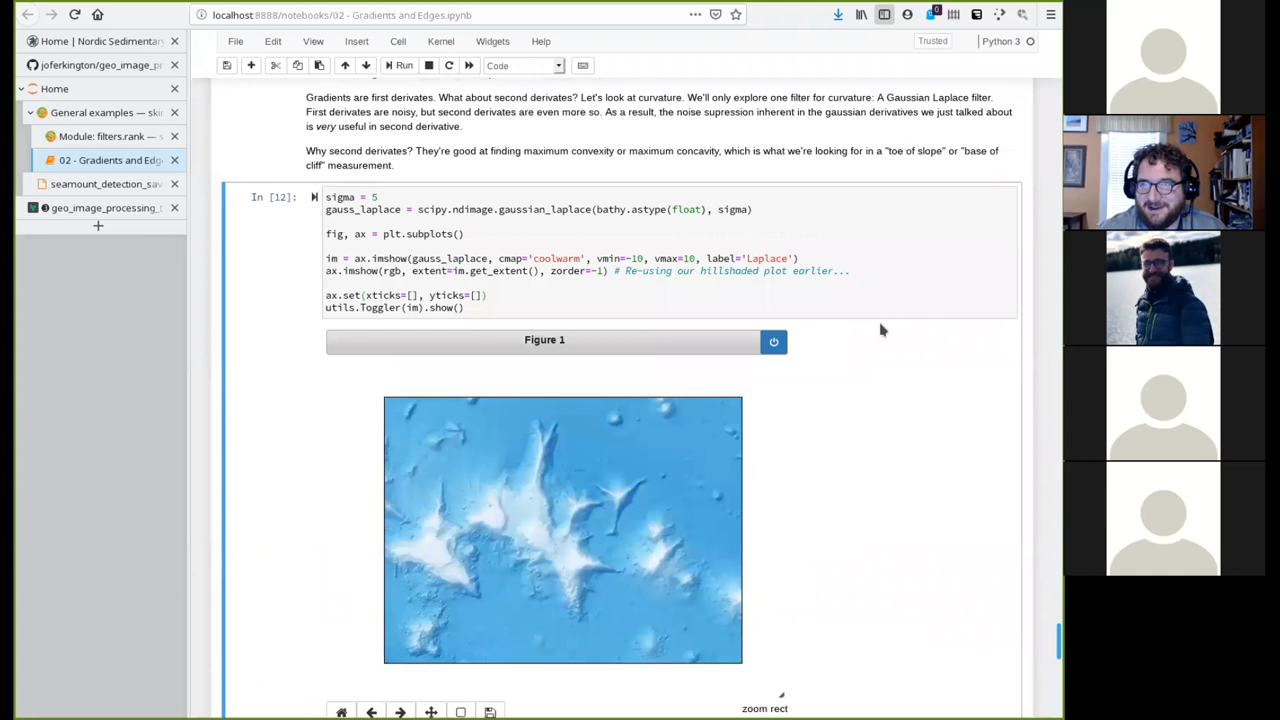 localhost:8888/notebooks/02 - Gradients and Edges.ipynb
0
Home | Nordic Sedimentar
joferkington/geo_image_pr
Home
General examples — skin
Module: filters.rank — s
02 - Gradients and Edge
seamount_detection_sav
geo_image_processing_
File Edit View Insert Cell Kernel Widgets Help
Trusted
Python 3
Run
Code
Gradients are first derivates. What about second derivates? Let's look at curvature. We'll only explore one filter for curvature: A Gaussian Laplace filter.
First derivates are noisy, but second derivates are even more so. As a result, the noise supression inherent in the gaussian derivatives we just talked about
is very useful in second derivative.
Why second derivates? They're good at finding maximum convexity or maximum concavity, which is what we're looking for in a "toe of slope" or "base of
cliff" measurement.
In [12]:
sigma = 5
gauss_laplace = scipy.ndimage.gaussian_laplace(bathy.astype(float), sigma)
fig, ax = plt.subplots()
im = ax.imshow(gauss_laplace, cmap='coolwarm', vmin=-10, vmax=10, label='Laplace')
ax.imshow(rgb, extent=im.get_extent(), zorder=-1) # Re-using our hillshaded plot earlier...
ax.set(xticks=[], yticks=[])
utils.Toggler(im).show()
Figure 1
zoom rect